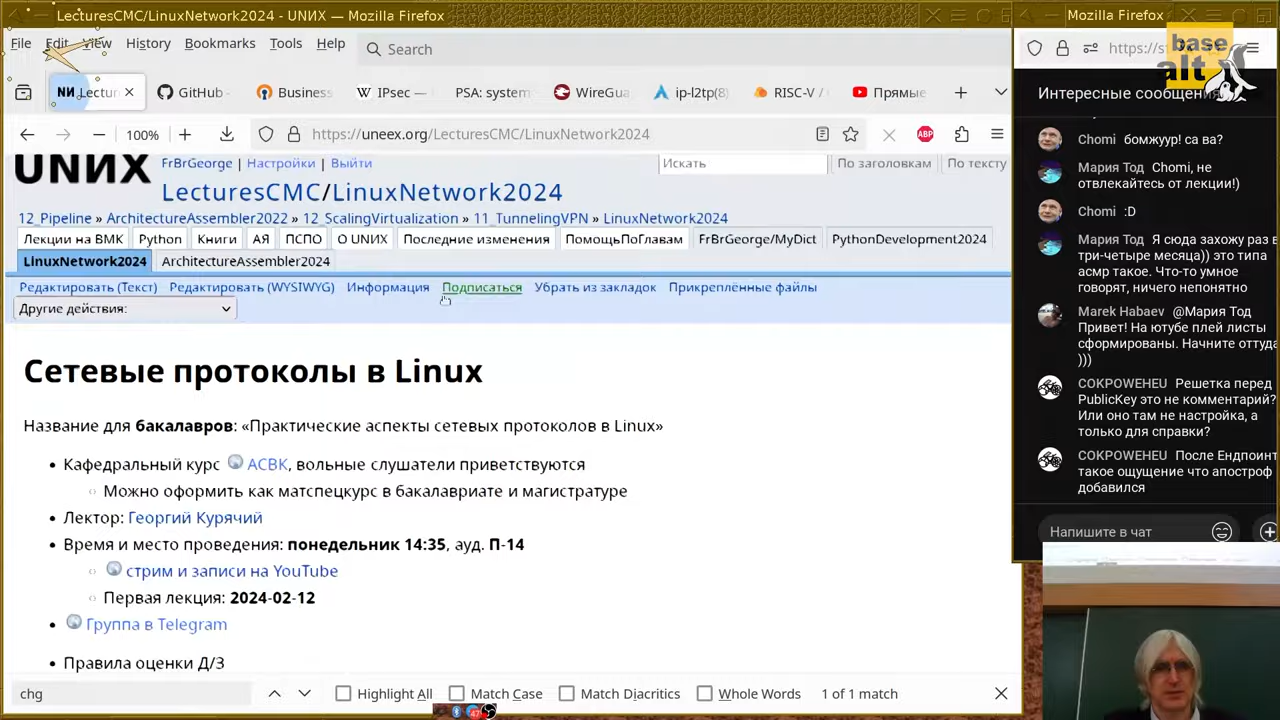 LecturesCMC/LinuxNetwork2024 - UNИX — Mozilla Firefox
File Edit View History Bookmarks Tools Help
Search
Lectur
GitHub -
Business
IPsec —
PSA: system
WireGua
ip-l2tp(8)
RISC-V /
Прямые
100%
https://uneex.org/LecturesCMC/LinuxNetwork2024
ABP
UNИX
FrBrGeorge | Настройки | Выйти
Искать
По заголовкам
По тексту
LecturesCMC/LinuxNetwork2024
12_Pipeline » ArchitectureAssembler2022 » 12_ScalingVirtualization » 11_TunnelingVPN » LinuxNetwork2024
Лекции на ВМК Python Книги АЯ ПСПО О UNIX Последние изменения ПомощьПоГлавам FrBrGeorge/MyDict PythonDevelopment2024
LinuxNetwork2024 ArchitectureAssembler2024
Редактировать (Текст) Редактировать (WYSIWYG) Информация Подписаться Убрать из закладок Прикреплённые файлы
Другие действия:
Сетевые протоколы в Linux
Название для бакалавров: «Практические аспекты сетевых протоколов в Linux»
Кафедральный курс АСВК, вольные слушатели приветствуются
Можно оформить как матспецкурс в бакалавриате и магистратуре
Лектор: Георгий Курячий
Время и место проведения: понедельник 14:35, ауд. П-14
стрим и записи на YouTube
Первая лекция: 2024-02-12
Группа в Telegram
Правила оценки Д/З
chg
Highlight All
Match Case
Match Diacritics
Whole Words
1 of 1 match
Mozilla Firefox
base
alt
Интересные сообщения
Chomi бомжуур! са ва?
Мария Тод Chomi, не
отвлекайтесь от лекции!)
Chomi :D
Мария Тод Я сюда захожу раз в
три-четыре месяца)) это типа
асмр такое. Что-то умное
говорят, ничего непонятно
Marek Habaev @Мария Тод
Привет! На ютубе плей листы
сформированы. Начните оттуда
)))
COKPOWEHEU Решетка перед
PublicKey это не комментарий?
Или оно там не настройка, а
только для справки?
COKPOWEHEU После Ендпоинт
такое ощущение что апостроф
добавился
Напишите в чат